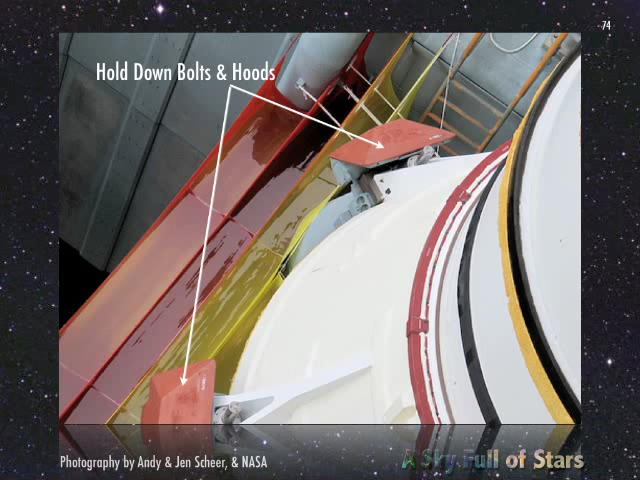 74
Hold Down Bolts & Hoods
Photography by Andy & Jen Scheer, & NASA
A Sky Full of Stars